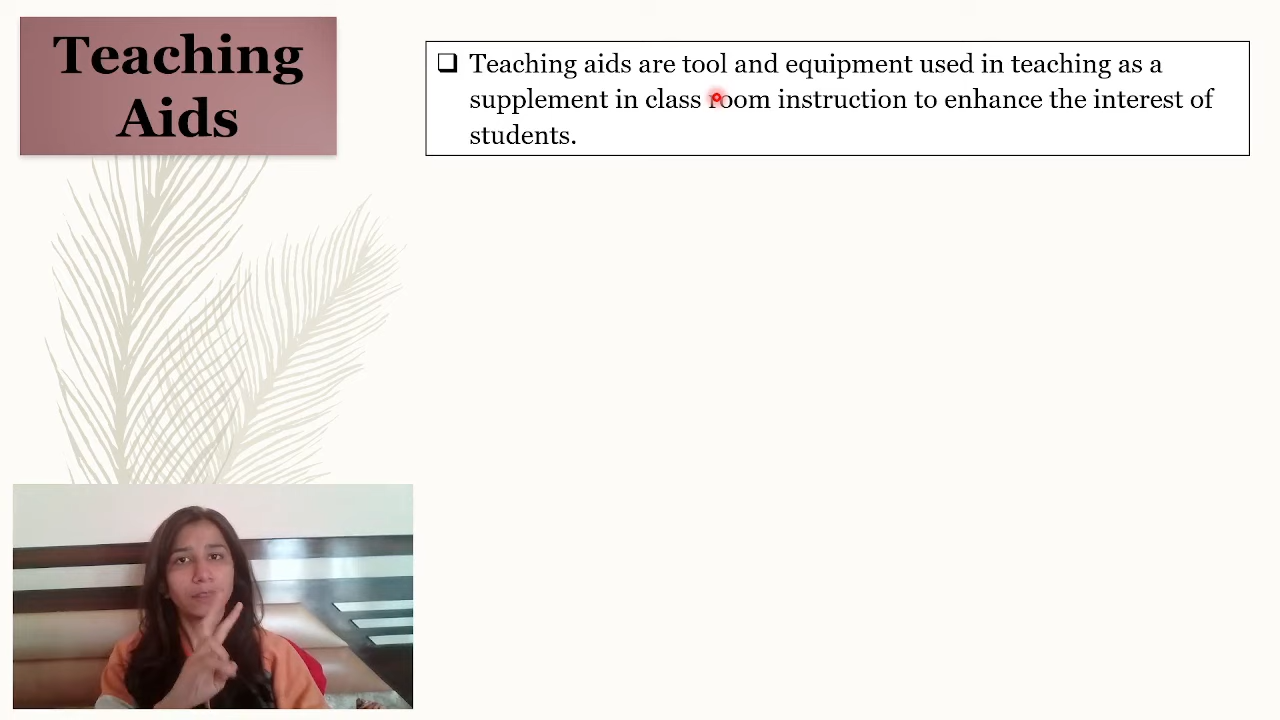 Teaching
Aids
Teaching aids are tool and equipment used in teaching as a
supplement in class room instruction to enhance the interest of
students.